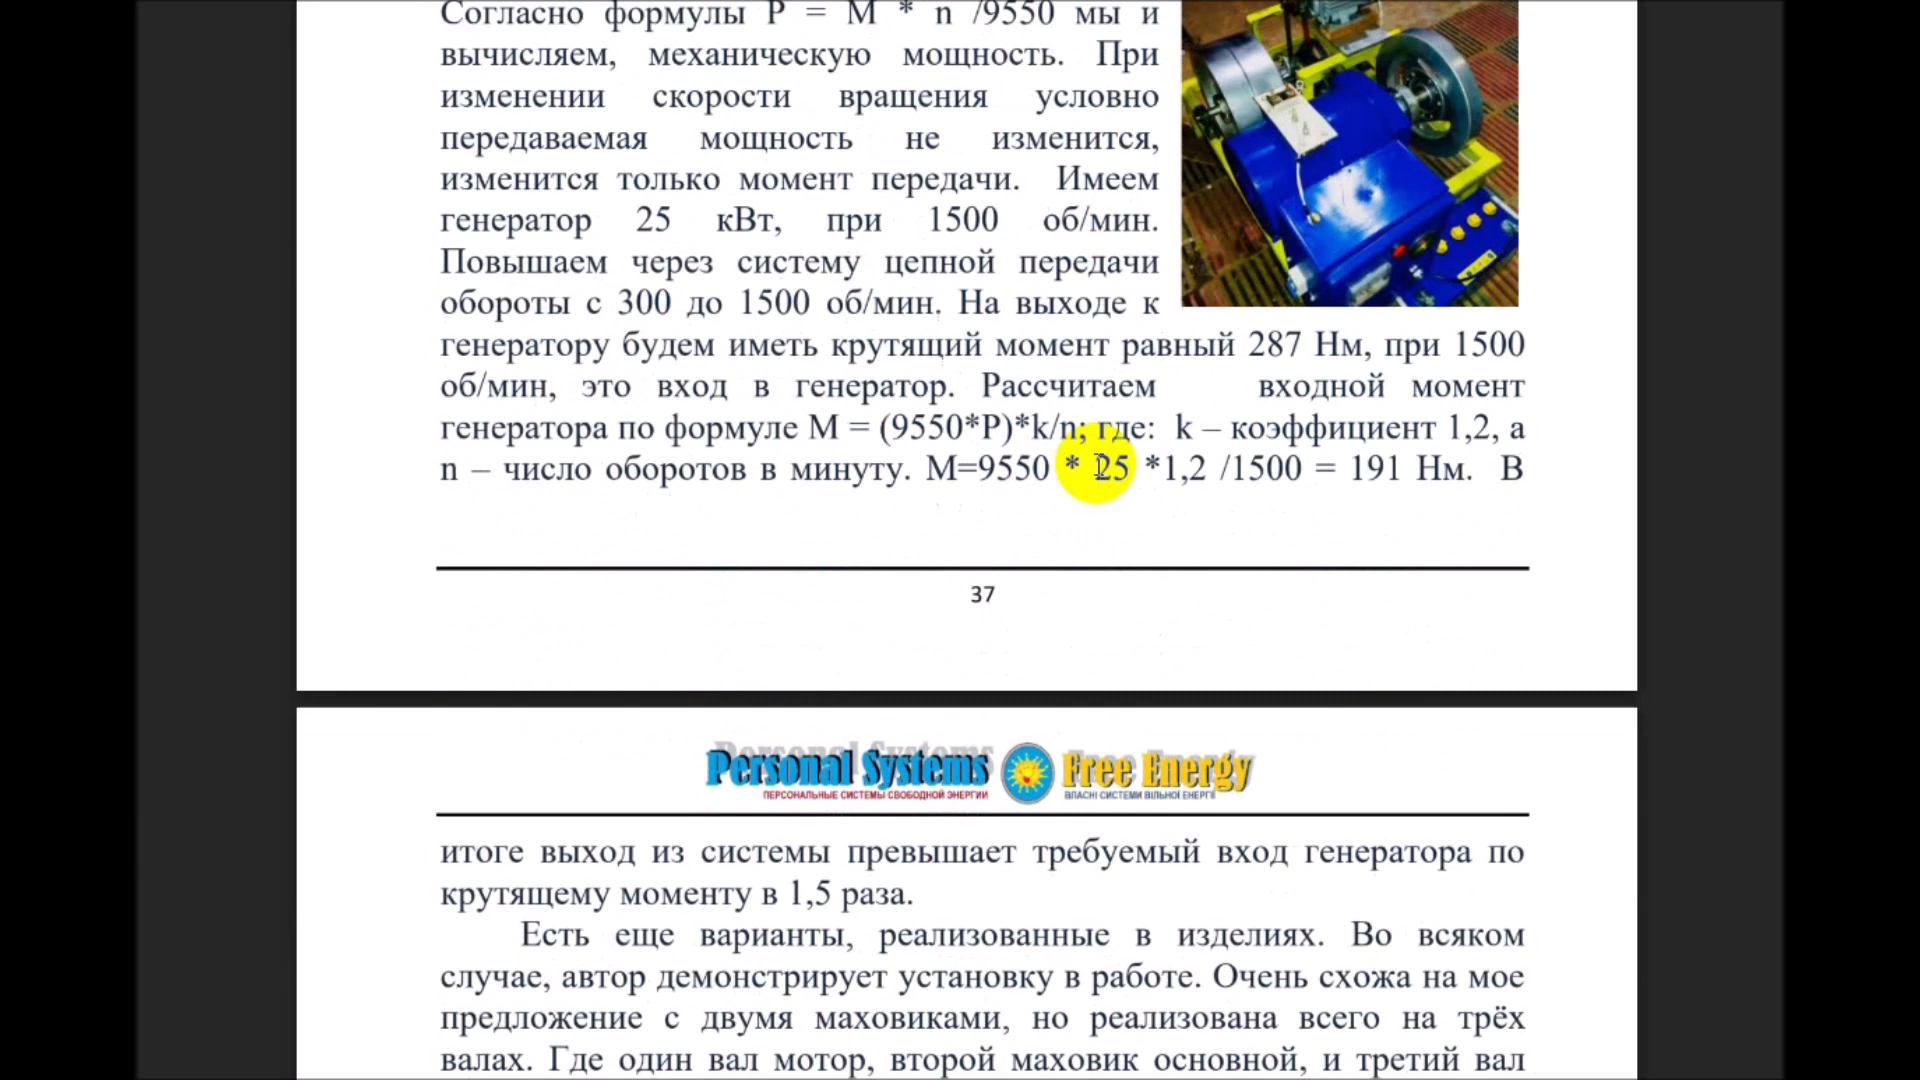 Согласно формулы P = М * n /9550 мы и
вычисляем, механическую мощность. При
изменении скорости вращения условно
передаваемая мощность не изменится,
изменится только момент передачи. Имеем
генератор 25 кВт, при 1500 об/мин.
Повышаем через систему цепной передачи
обороты с 300 до 1500 об/мин. На выходе к
генератору будем иметь крутящий момент равный 287 Нм, при 1500
об/мин, это вход в генератор. Рассчитаем входной момент
генератора по формуле М = (9550*P)*k/n; где: k – коэффициент 1,2, а
n – число оборотов в минуту. М=9550 * 25 *1,2 /1500 = 191 Нм. В
37
Personal Systems Free Energy
ПЕРСОНАЛЬНЫЕ СИСТЕМЫ СВОБОДНОЙ ЭНЕРГИИ ВЛАСНІ СИСТЕМИ ВІЛЬНОЇ ЕНЕРГІЇ
итоге выход из системы превышает требуемый вход генератора по
крутящему моменту в 1,5 раза.
Есть еще варианты, реализованные в изделиях. Во всяком
случае, автор демонстрирует установку в работе. Очень схожа на мое
предложение с двумя маховиками, но реализована всего на трёх
валах. Где один вал мотор, второй маховик основной, и третий вал